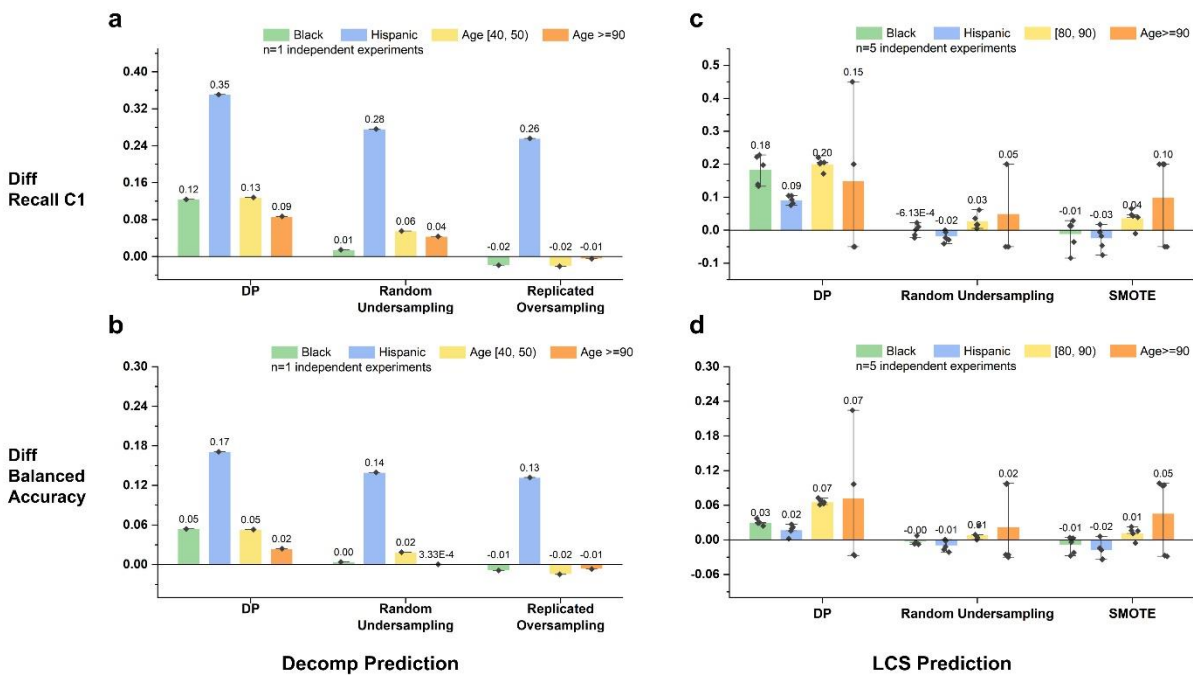 a
Black Hispanic Age [40, 50) Age >=90
n=1 independent experiments
Diff
Recall C1
0.40
0.32
0.24
0.16
0.08
0.00
0.12
0.35
0.13
0.09
0.01
0.28
0.06
0.04
-0.02
0.26
-0.02
-0.01
DP
Random
Undersampling
Replicated
Oversampling
c
Black Hispanic [80, 90) Age>=90
n=5 independent experiments
0.5
0.4
0.3
0.2
0.1
0.0
-0.1
0.18
0.09
0.20
0.15
-6.13E-4
-0.02
0.03
0.05
-0.01
-0.03
0.04
0.10
DP
Random Undersampling
SMOTE
b
Black Hispanic Age [40, 50) Age >=90
n=1 independent experiments
Diff
Balanced
Accuracy
0.30
0.24
0.18
0.12
0.06
0.00
0.05
0.17
0.05
0.02
0.00
0.14
0.02
3.33E-4
-0.01
0.13
-0.02
-0.01
DP
Random
Undersampling
Replicated
Oversampling
Decomp Prediction
d
Black Hispanic [80, 90) Age>=90
n=5 independent experiments
0.30
0.24
0.18
0.12
0.06
0.00
-0.06
0.03
0.02
0.07
0.07
-0.00
-0.01
0.01
0.02
-0.01
-0.02
0.01
0.05
DP
Random Undersampling
SMOTE
LCS Prediction